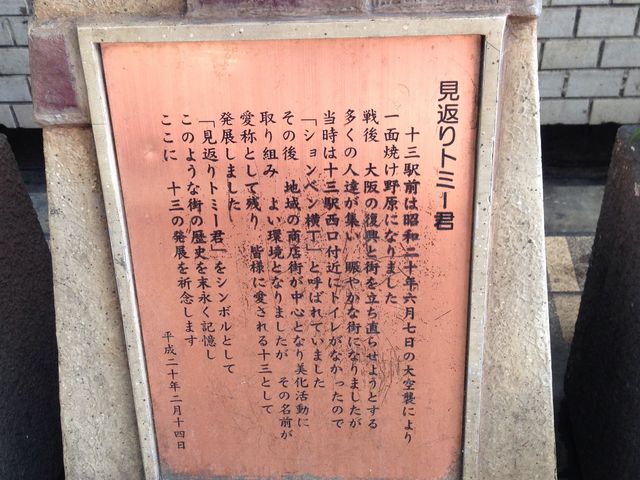 見返りトミー君
十三駅前は昭和二十年六月七日の大空襲により
一面焼け野原になりました
戦後 大阪の復興と街を立ち直らせようとする
多くの人達が集い 賑やかな街になりましたが
当時は十三駅西口付近にトイレがなかったので
「ションベン横丁」と呼ばれていました
その後 地域の商店街が中心となり美化活動に
取り組み よい環境となりましたが その名前が
愛称として残り 皆様に愛される十三として
発展しました
「見返りトミー君」をシンボルとして
このような街の歴史を末永く記憶し
ここに 十三の発展を祈念します
平成二十年二月十四日